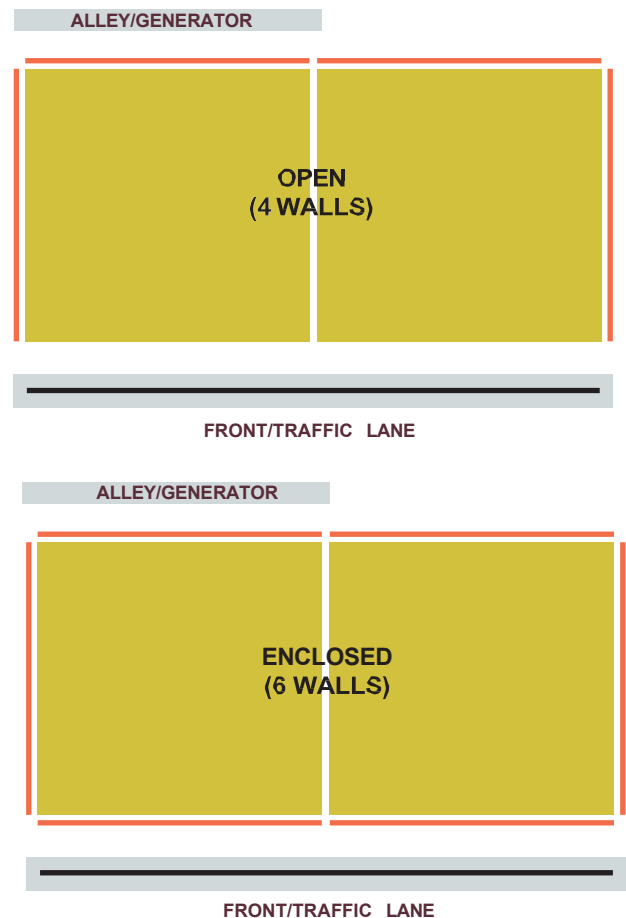 ALLEY/GENERATOR
OPEN
(4 WALLS)
FRONT/TRAFFIC LANE
ALLEY/GENERATOR
ENCLOSED
(6 WALLS)
FRONT/TRAFFIC LANE